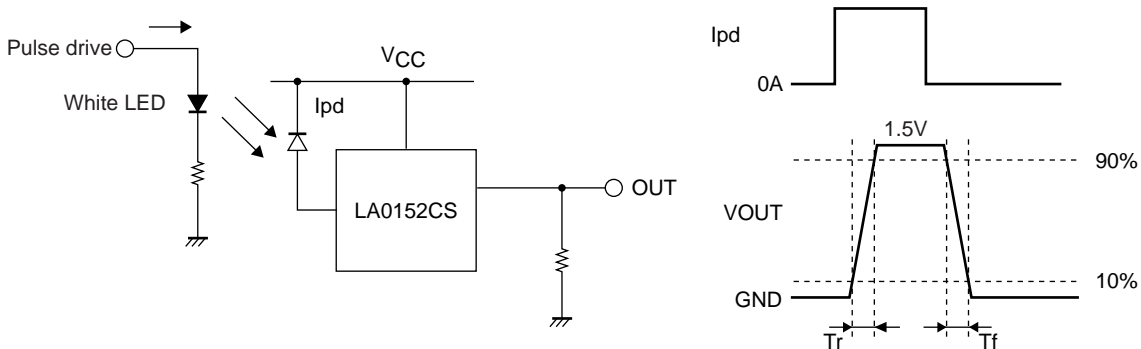 Pulse drive
White LED
VCC
Ipd
LA0152CS
OUT
Ipd
0A
1.5V
90%
VOUT
10%
GND
Tr
Tf